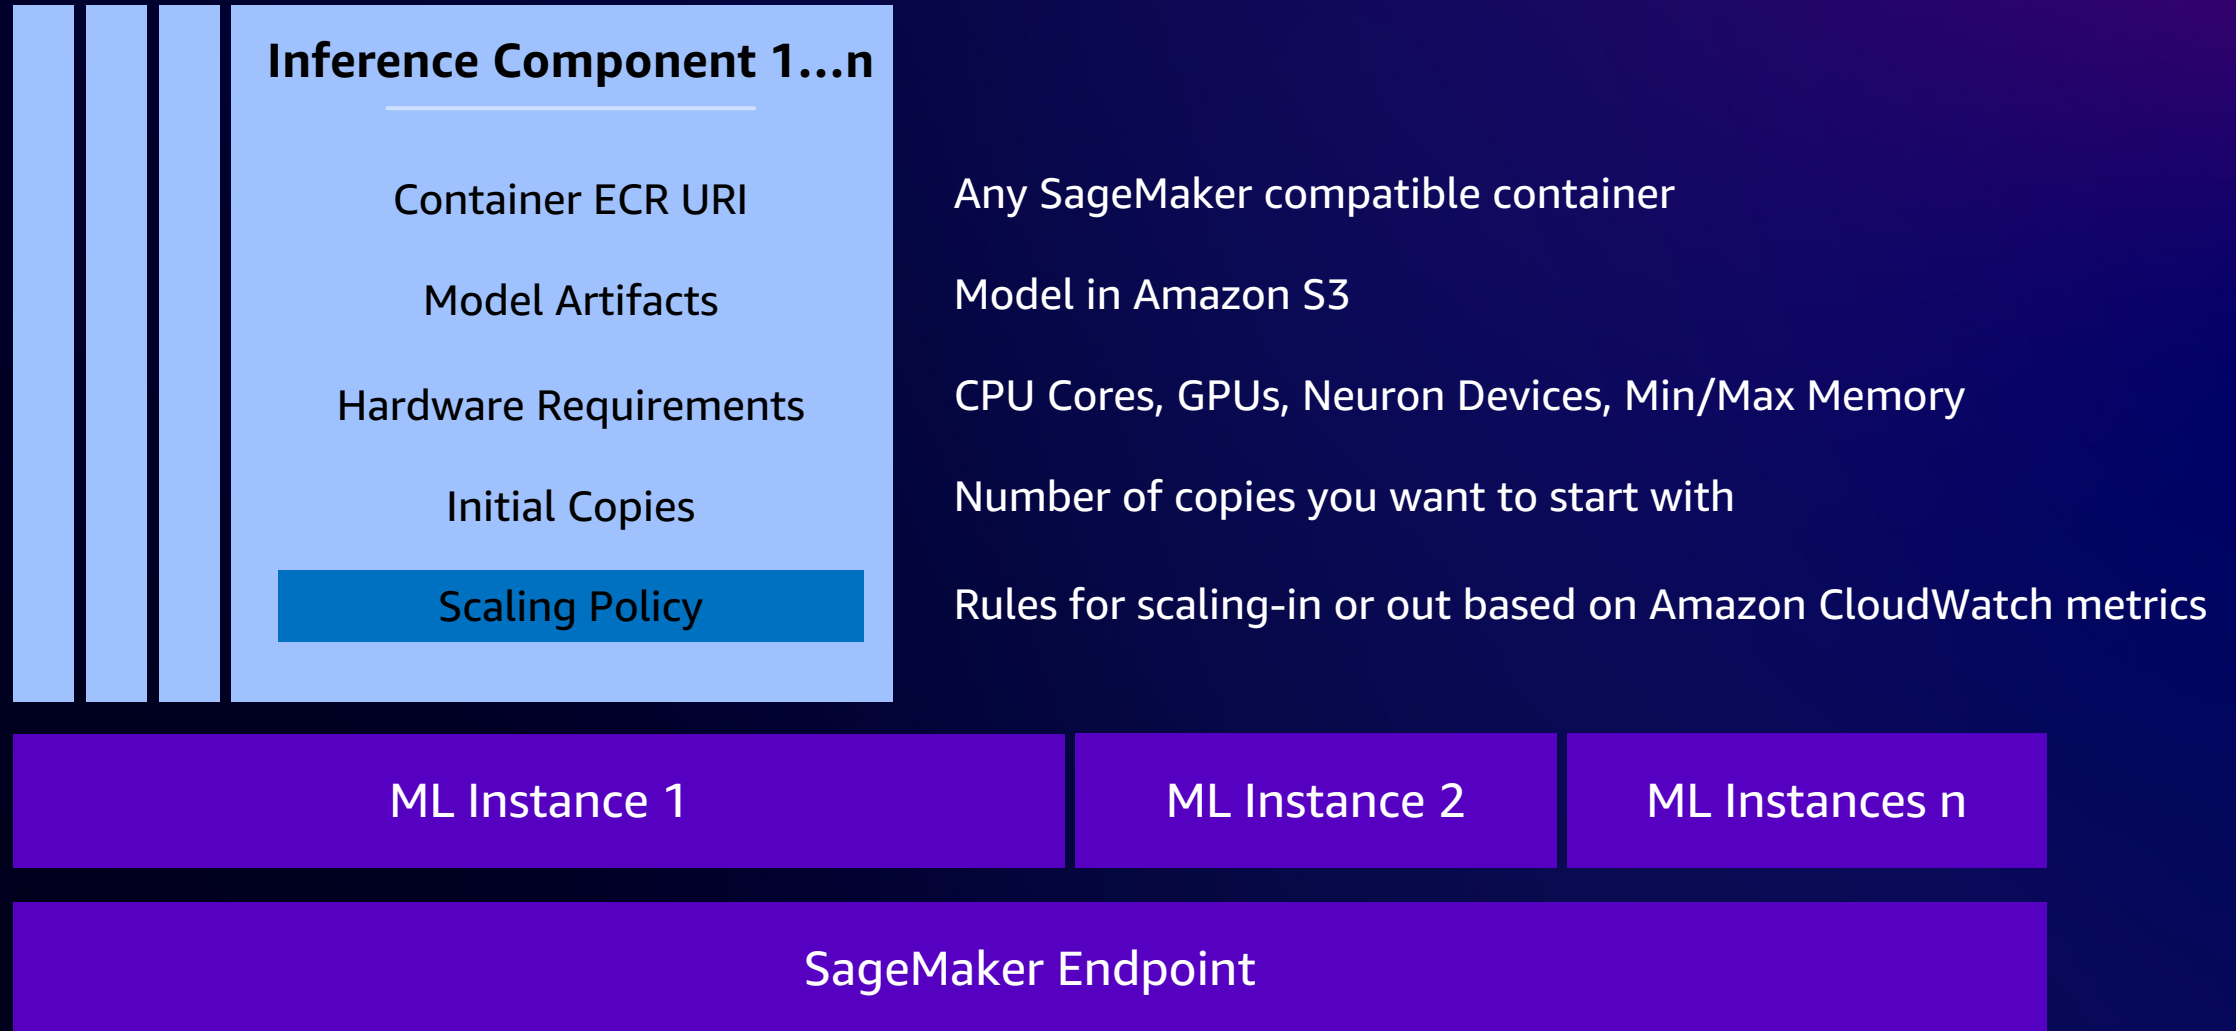 Inference Component 1...n
Container ECR URI
Any SageMaker compatible container
Model Artifacts
Model in Amazon S3
Hardware Requirements
CPU Cores, GPUs, Neuron Devices, Min/Max Memory
Initial Copies
Number of copies you want to start with
Scaling Policy
Rules for scaling-in or out based on Amazon CloudWatch metrics
ML Instance 1
ML Instance 2
ML Instances n
SageMaker Endpoint